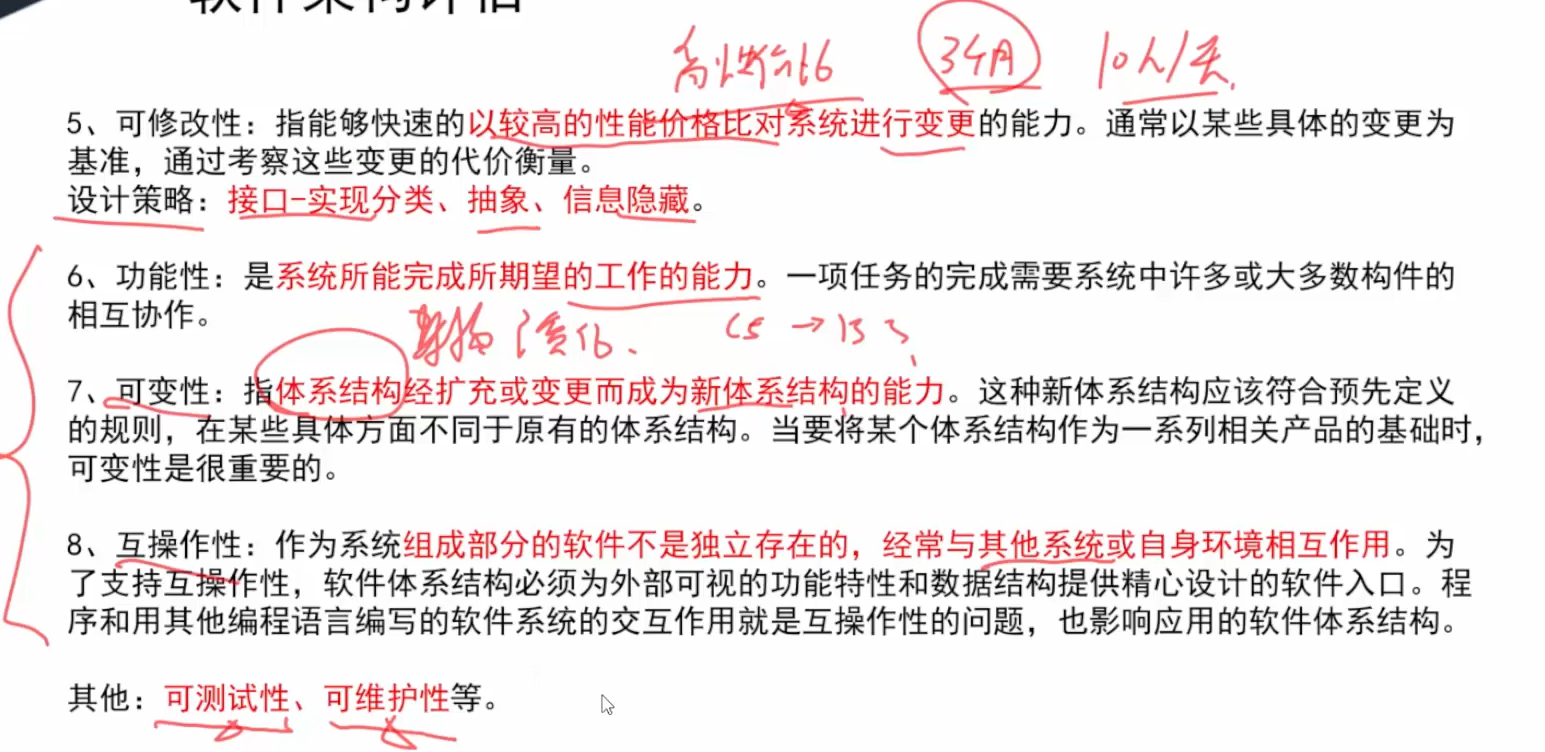 软件架构评估
高性价比 3个月 10人/天
5、可修改性：指能够快速的以较高的性能价格比对系统进行变更的能力。通常以某些具体的变更为
基准，通过考察这些变更的代价衡量。
设计策略：接口-实现分类、抽象、信息隐藏。
6、功能性：是系统所能完成所期望的工作的能力。一项任务的完成需要系统中许多或大多数构件的
相互协作。
架构 演化. CS → BS
7、可变性：指体系结构经扩充或变更而成为新体系结构的能力。这种新体系结构应该符合预先定义
的规则，在某些具体方面不同于原有的体系结构。当要将某个体系结构作为一系列相关产品的基础时，
可变性是很重要的。
8、互操作性：作为系统组成部分的软件不是独立存在的，经常与其他系统或自身环境相互作用。为
了支持互操作性，软件体系结构必须为外部可视的功能特性和数据结构提供精心设计的软件入口。程
序和用其他编程语言编写的软件系统的交互作用就是互操作性的问题，也影响应用的软件体系结构。
其他：可测试性、可维护性等。